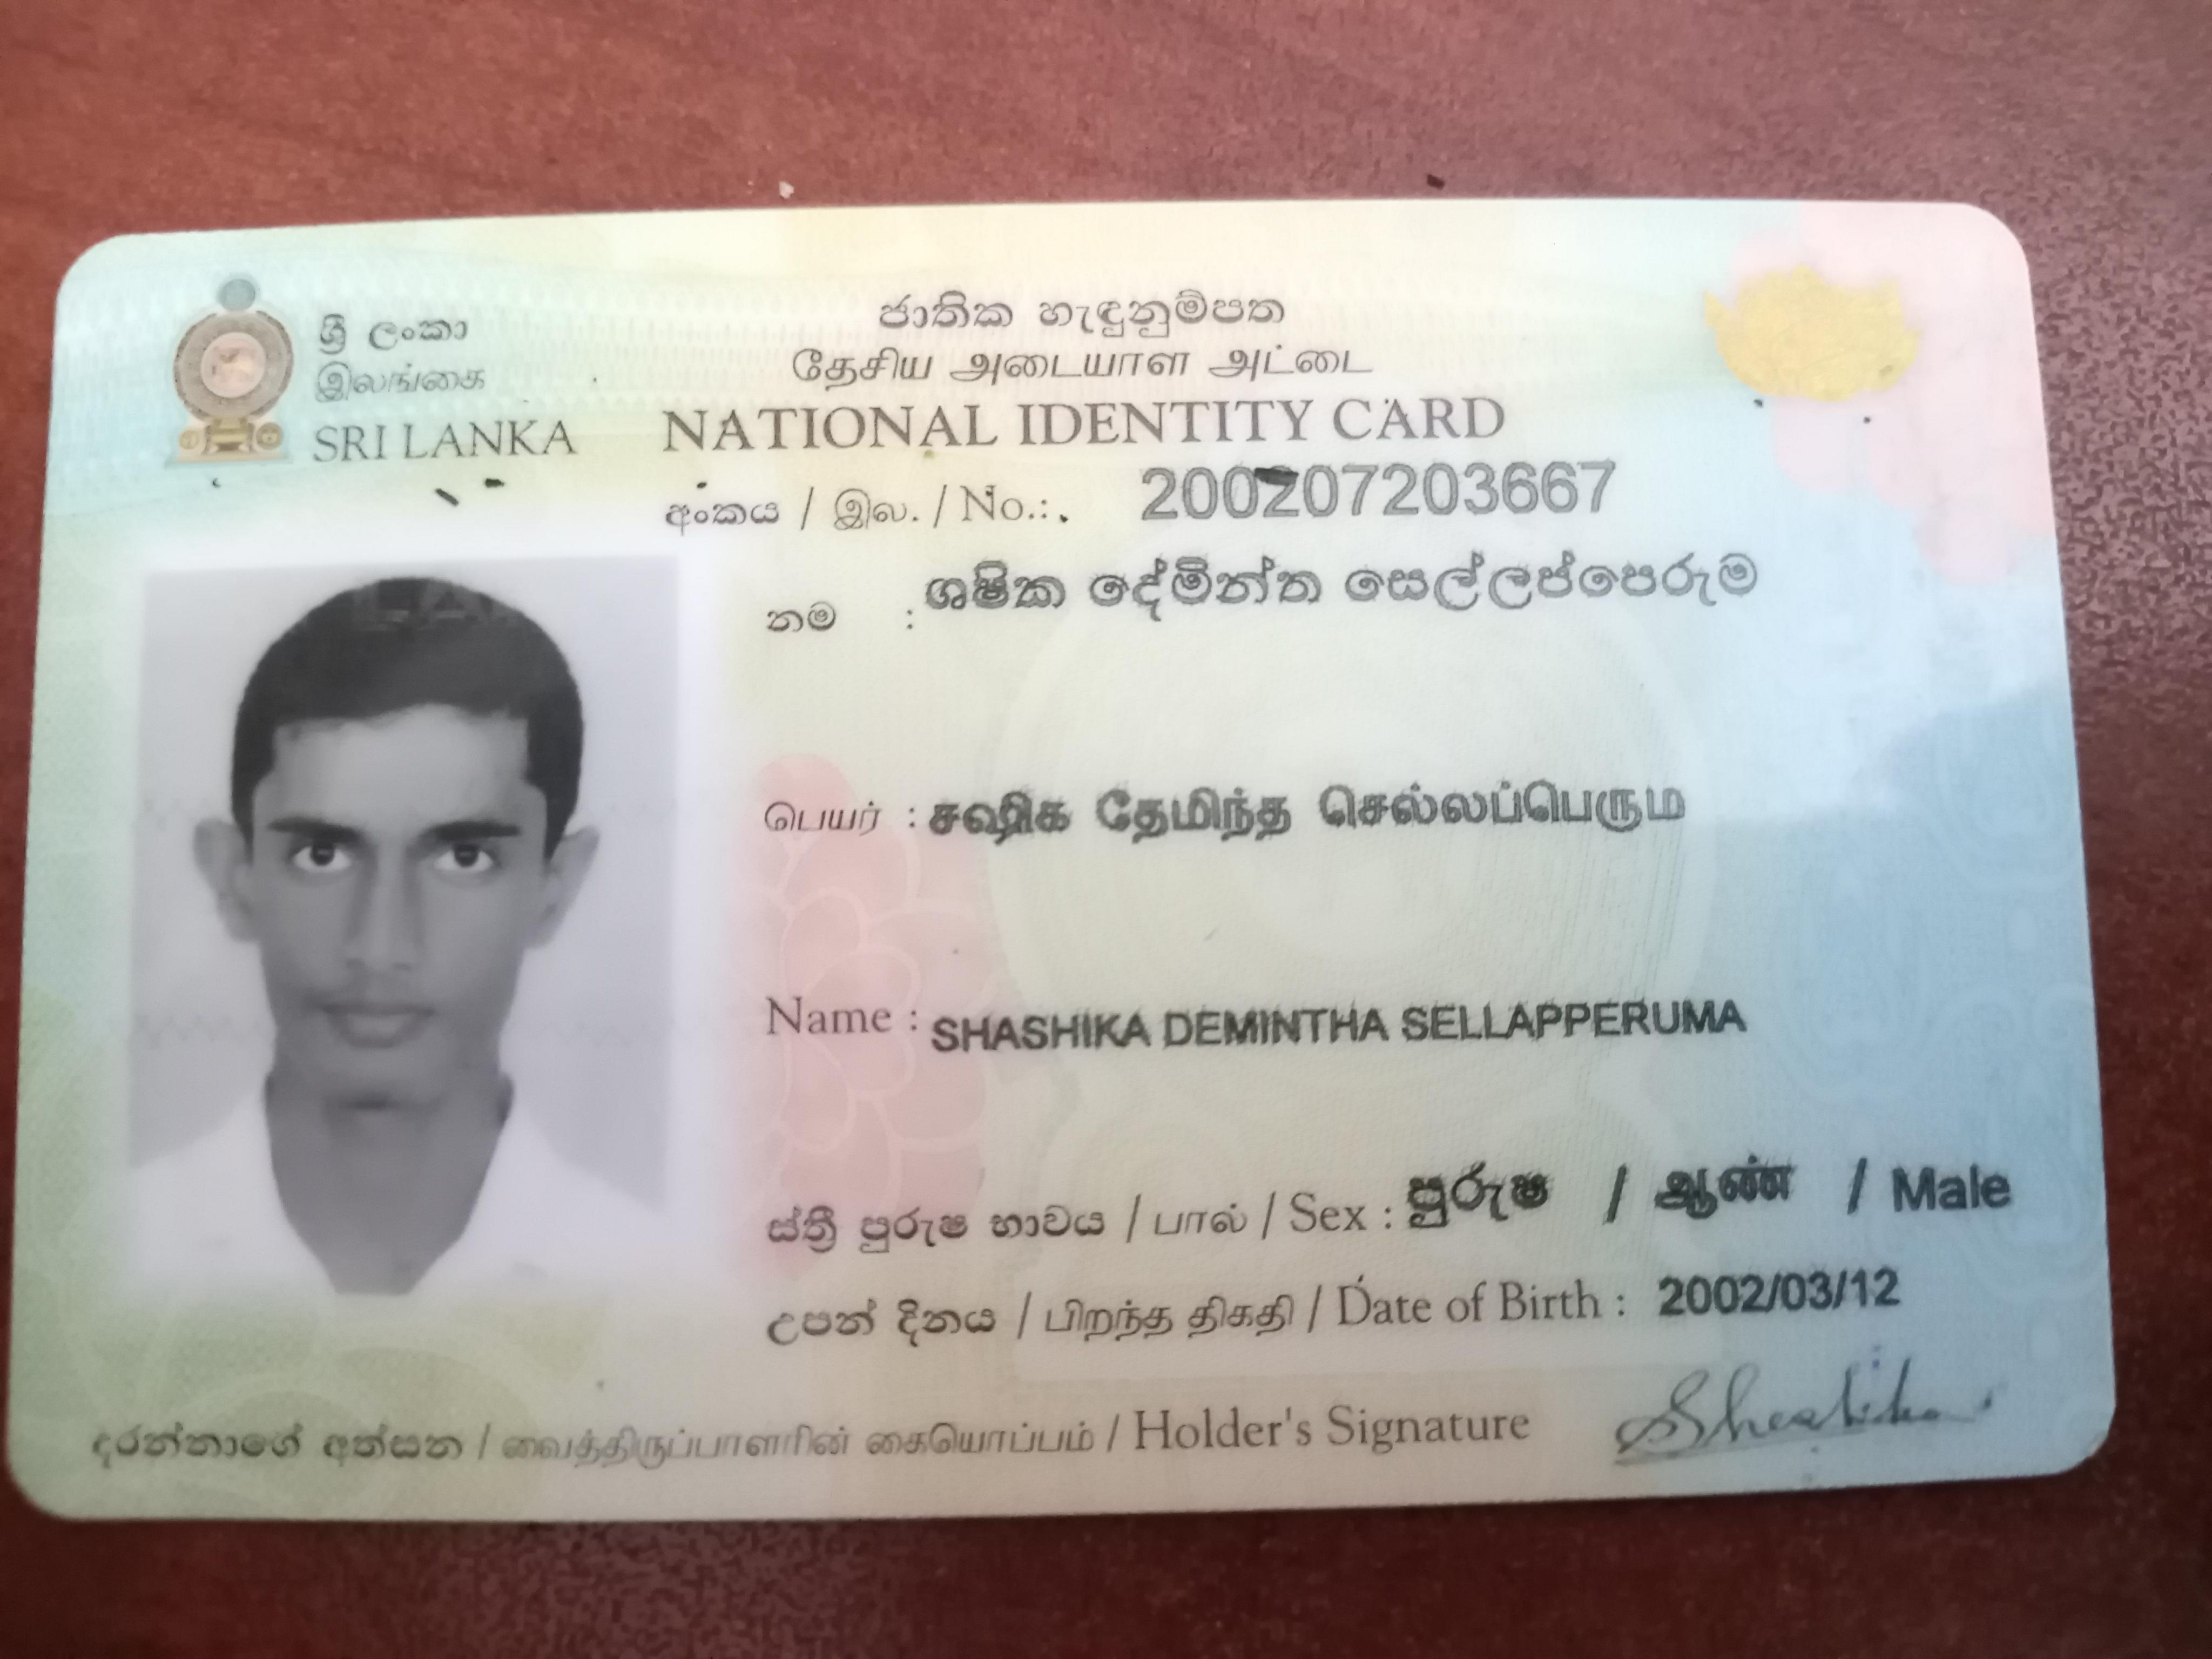 ශ්‍රී ලංකා
இலங்கை
SRI LANKA
ජාතික හැඳුනුම්පත
தேசிய அடையாள அட்டை
NATIONAL IDENTITY CARD
අංකය / இல. / No.: 200207203667
නම : ශෂික දේමින්ත සෙල්ලප්පෙරුම
பெயர் : சஷிக தேமிந்த செல்லப்பெரும
Name : SHASHIKA DEMINTHA SELLAPPERUMA
ස්ත්‍රී පුරුෂ භාවය / பால் / Sex : පුරුෂ / ஆண் / Male
උපන් දිනය / பிறந்த திகதி / Date of Birth : 2002/03/12
දරන්නාගේ අත්සන / வைத்திருப்பாளரின் கையொப்பம் / Holder's Signature Shashika